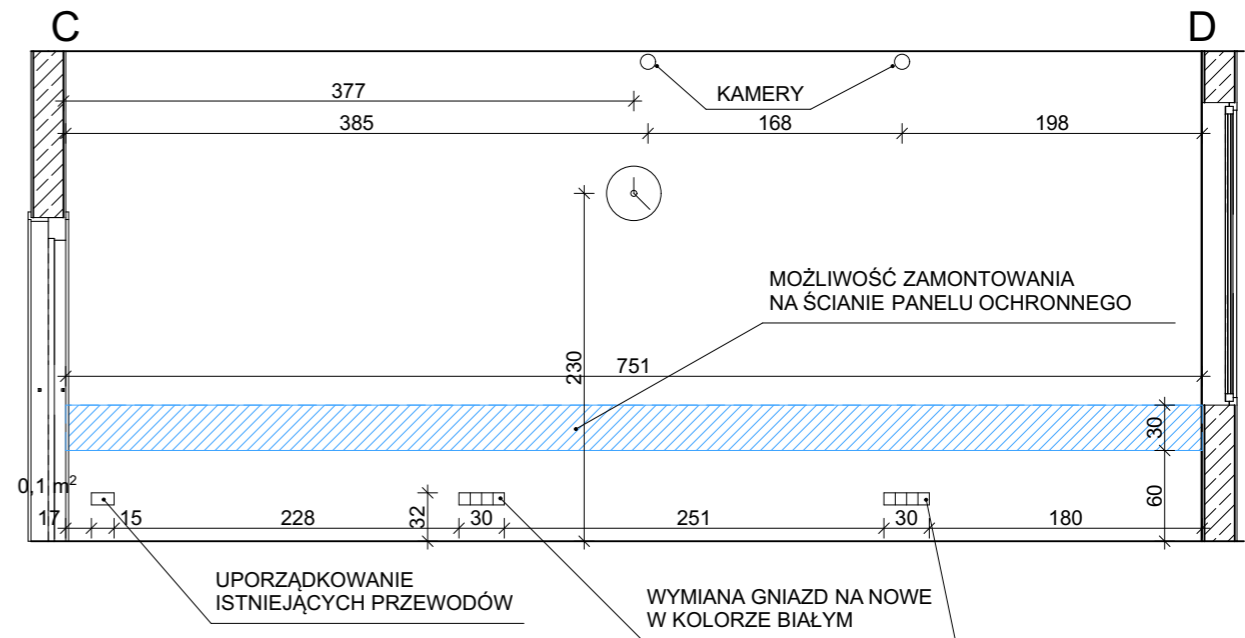 C
D
377
KAMERY
385
168
198
MOŻLIWOŚĆ ZAMONTOWANIA
NA ŚCIANIE PANELU OCHRONNEGO
230
751
30
60
0,1 m²
17
15
228
32
30
251
30
180
UPORZĄDKOWANIE
ISTNIEJĄCYCH PRZEWODÓW
WYMIANA GNIAZD NA NOWE
W KOLORZE BIAŁYM